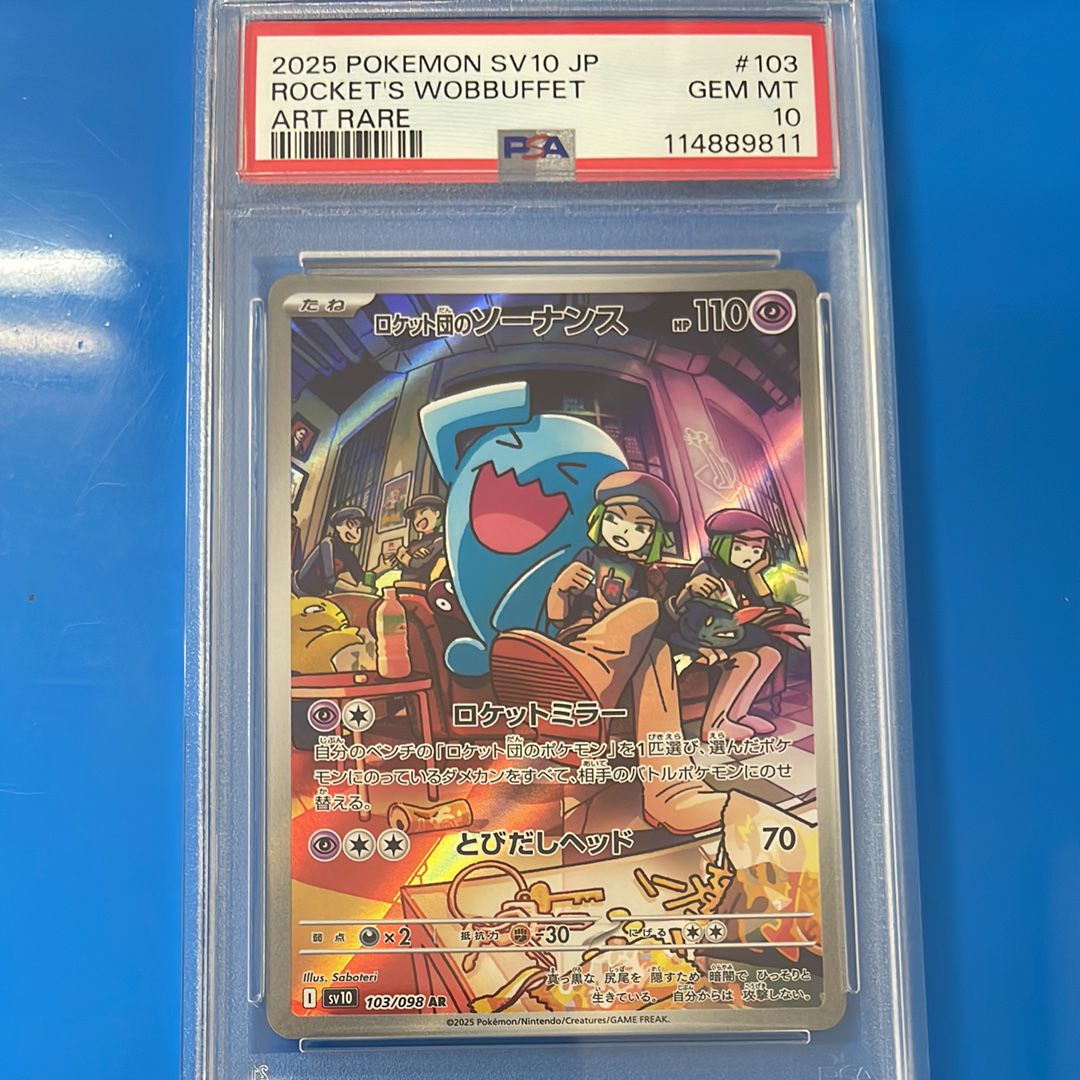 2025 POKEMON SV10 JP #103
ROCKET'S WOBBUFFET GEM MT
ART RARE 10
PSA 114889811
たね ロケット団のソーナンス HP 110
ロケットミラー
自分のベンチの「ロケット団のポケモン」を1匹選び、選んだポケ
モンにのっているダメカンをすべて、相手のバトルポケモンにのせ
替える。
とびだしヘッド 70
弱点 ×2 抵抗力 -30 にげる
Illus. Saboteri
真っ黒な 尻尾を 隠すため 暗闇で ひっそりと
生きている。 自分からは 攻撃しない。
I sv10 103/098 AR
©2025 Pokémon/Nintendo/Creatures/GAME FREAK.
PSA